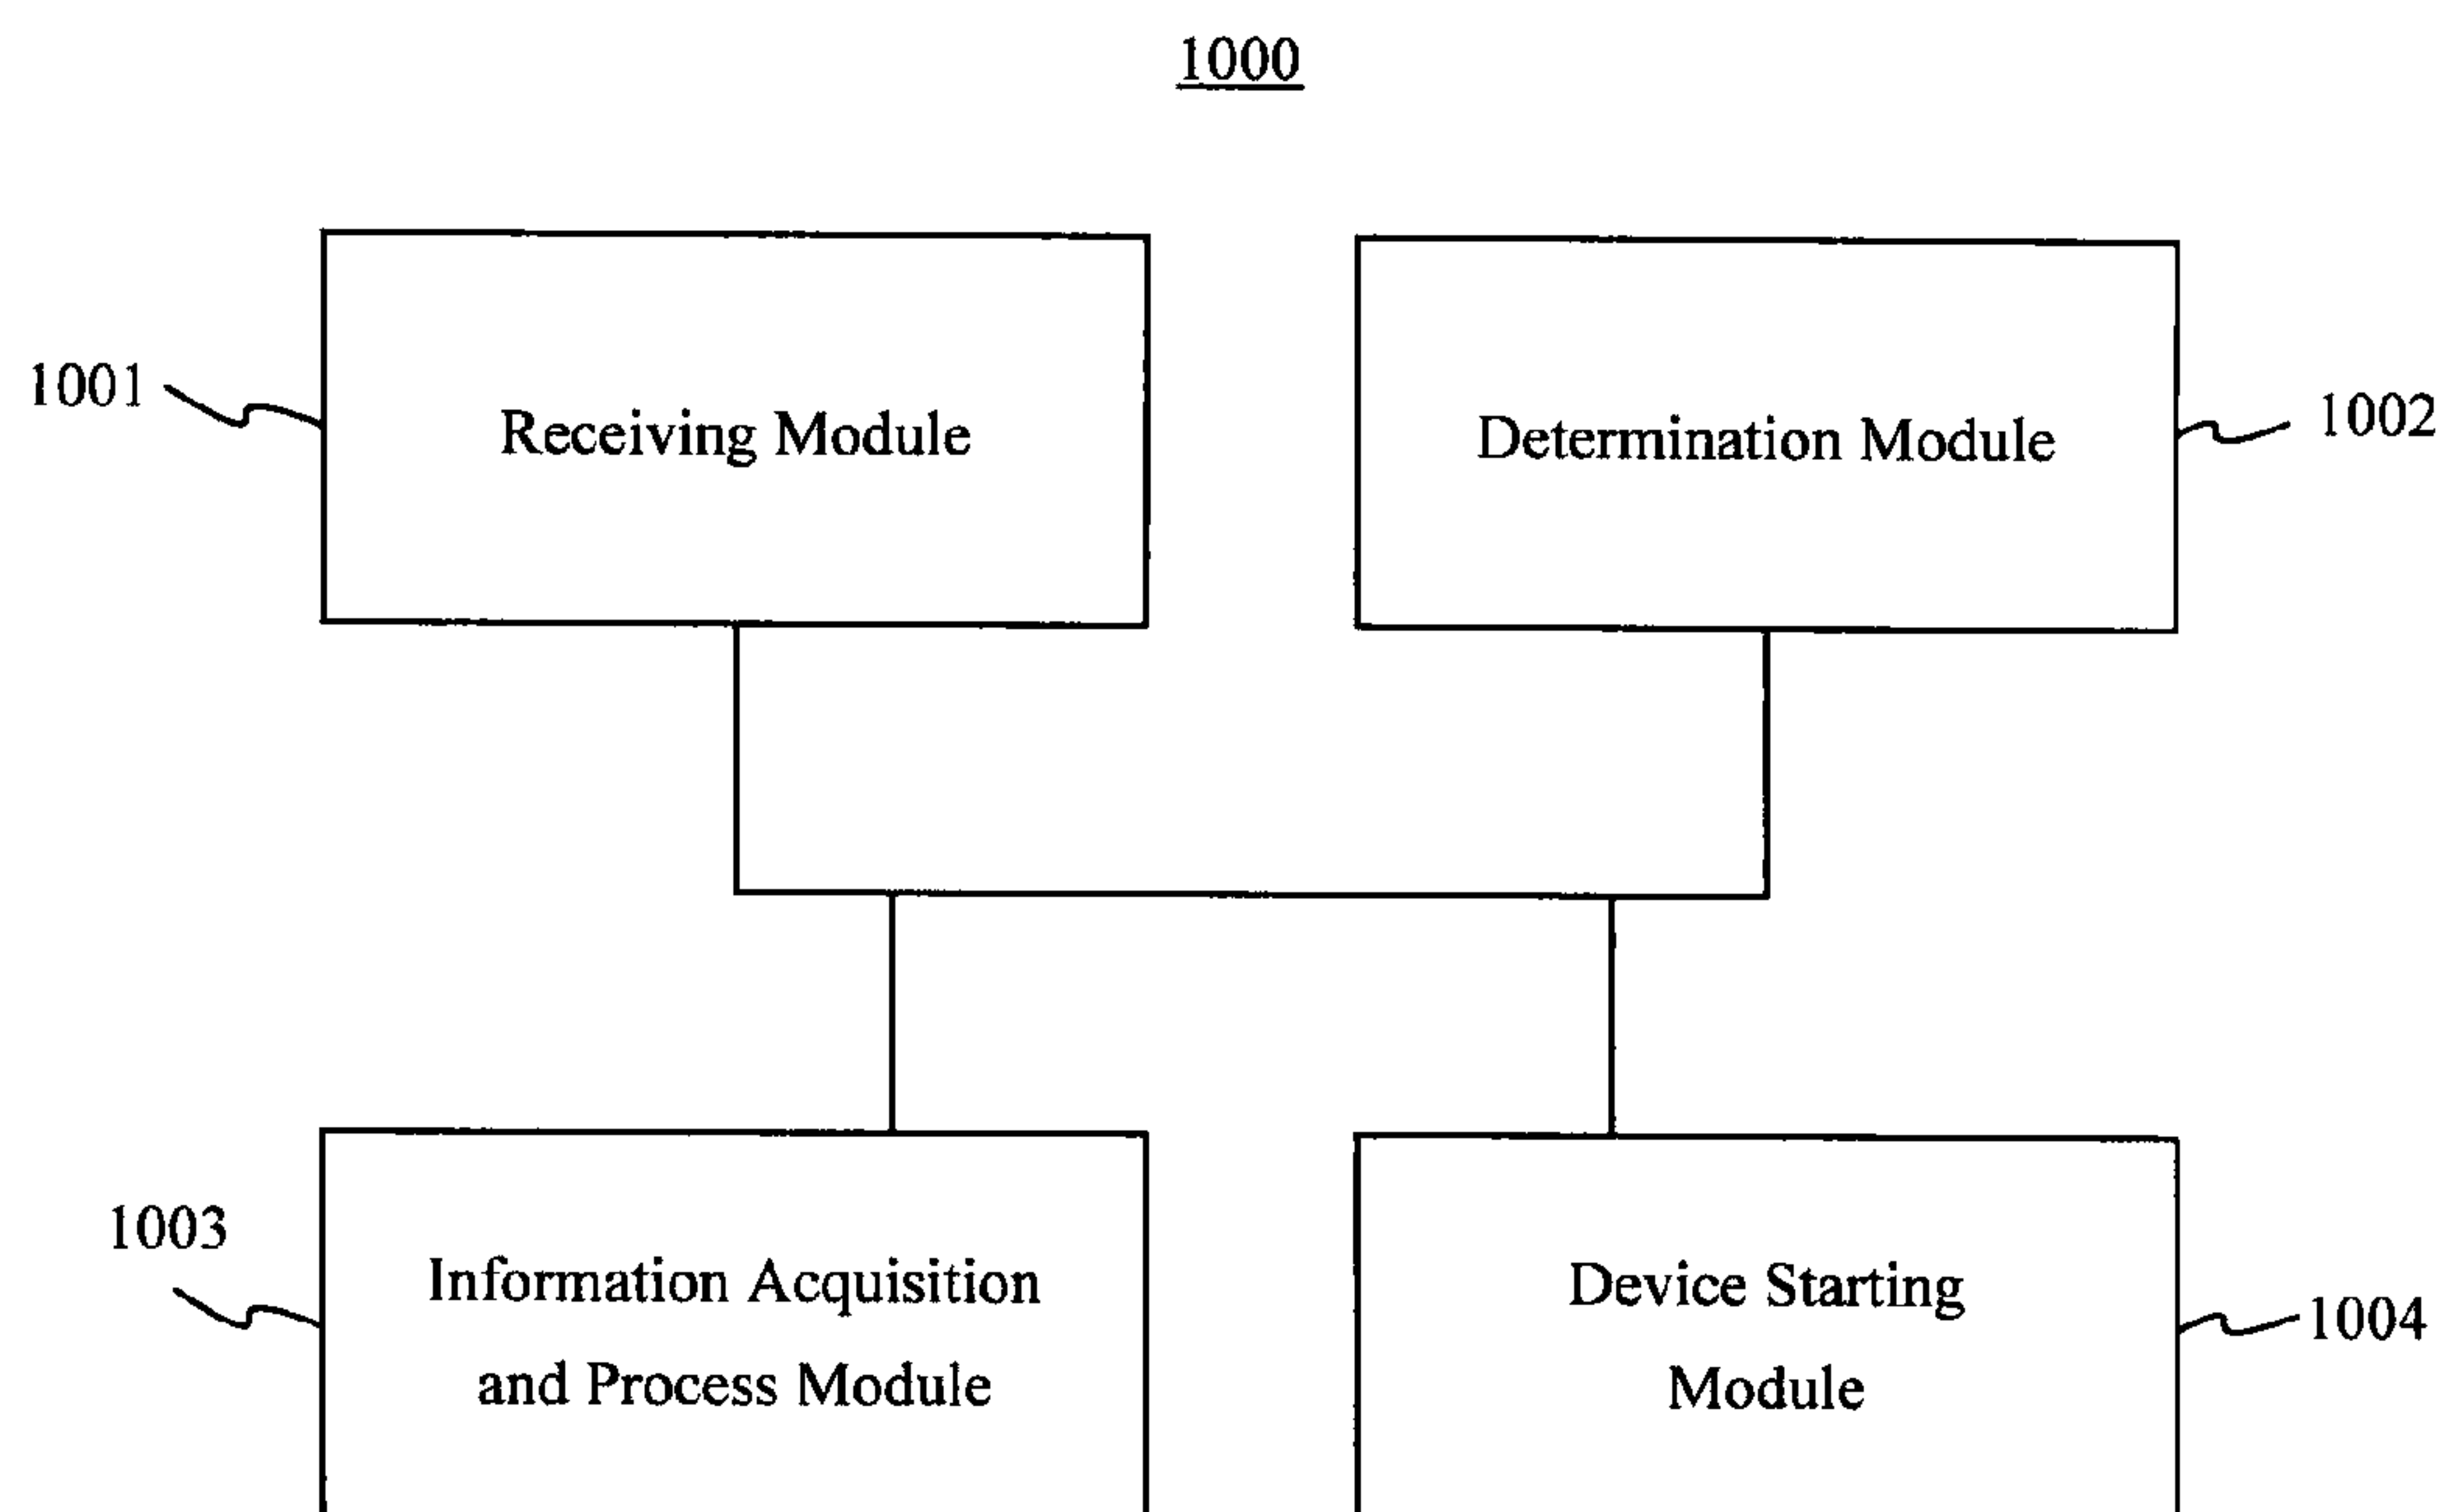 1000
1001
Receiving Module
Determination Module
1002
1003
Information Acquisition
and Process Module
Device Starting
Module
1004